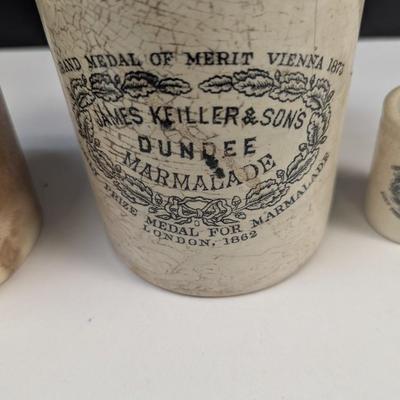 GRAND MEDAL OF MERIT VIENNA 1873
JAMES KEILLER & SONS
DUNDEE
MARMALADE
PRIZE MEDAL FOR MARMALADE
LONDON, 1862